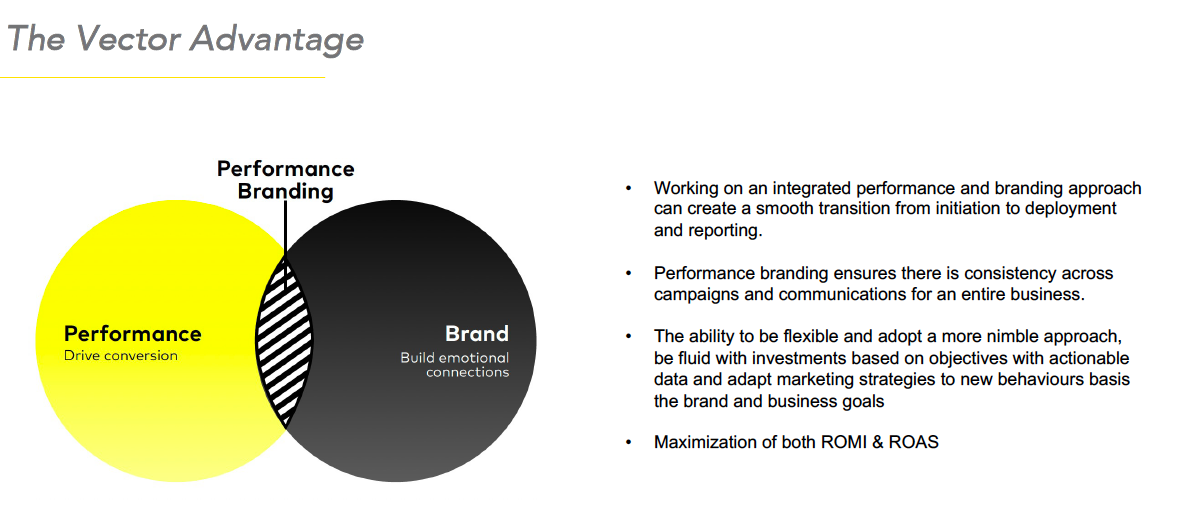 The Vector Advantage
Performance
Branding
Performance
Drive conversion
Brand
Build emotional
connections
• Working on an integrated performance and branding approach
can create a smooth transition from initiation to deployment
and reporting.
• Performance branding ensures there is consistency across
campaigns and communications for an entire business.
• The ability to be flexible and adopt a more nimble approach,
be fluid with investments based on objectives with actionable
data and adapt marketing strategies to new behaviours basis
the brand and business goals
• Maximization of both ROMI & ROAS